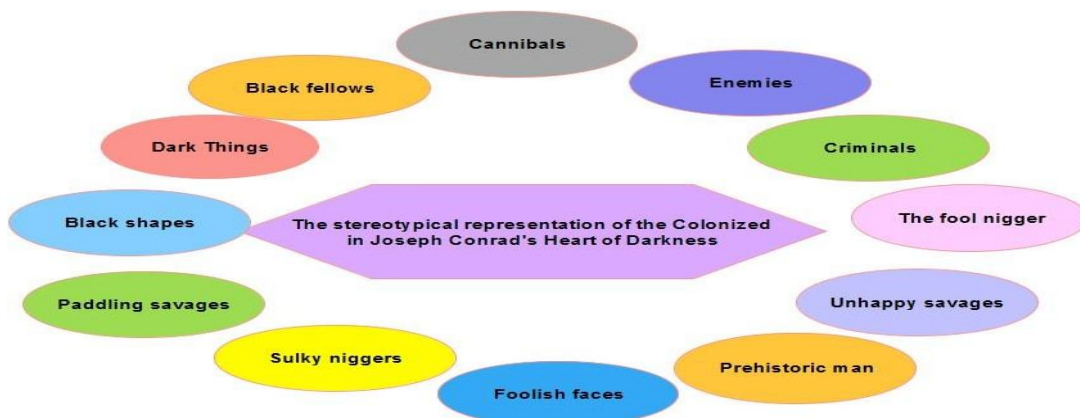 Cannibals
Black fellows
Enemies
Dark Things
Criminals
Black shapes
The stereotypical representation of the Colonized
in Joseph Conrad's Heart of Darkness
The fool nigger
Paddling savages
Unhappy savages
Sulky niggers
Prehistoric man
Foolish faces